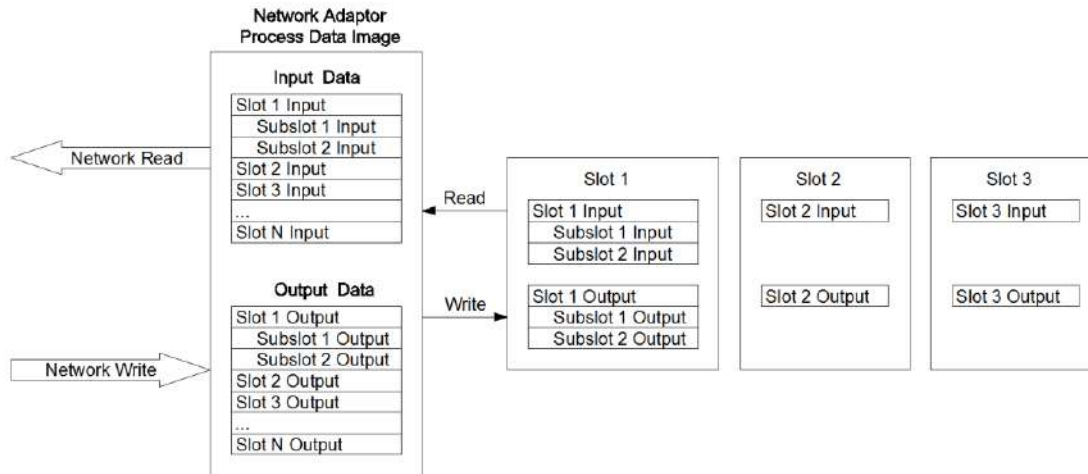 Network Adaptor
Process Data Image
Input Data
Slot 1 Input
Subslot 1 Input
Subslot 2 Input
Slot 2 Input
Slot 3 Input
...
Slot N Input
Output Data
Slot 1 Output
Subslot 1 Output
Subslot 2 Output
Slot 2 Output
Slot 3 Output
...
Slot N Output
Network Read
Network Write
Read
Write
Slot 1
Slot 1 Input
Subslot 1 Input
Subslot 2 Input
Slot 1 Output
Subslot 1 Output
Subslot 2 Output
Slot 2
Slot 2 Input
Slot 2 Output
Slot 3
Slot 3 Input
Slot 3 Output